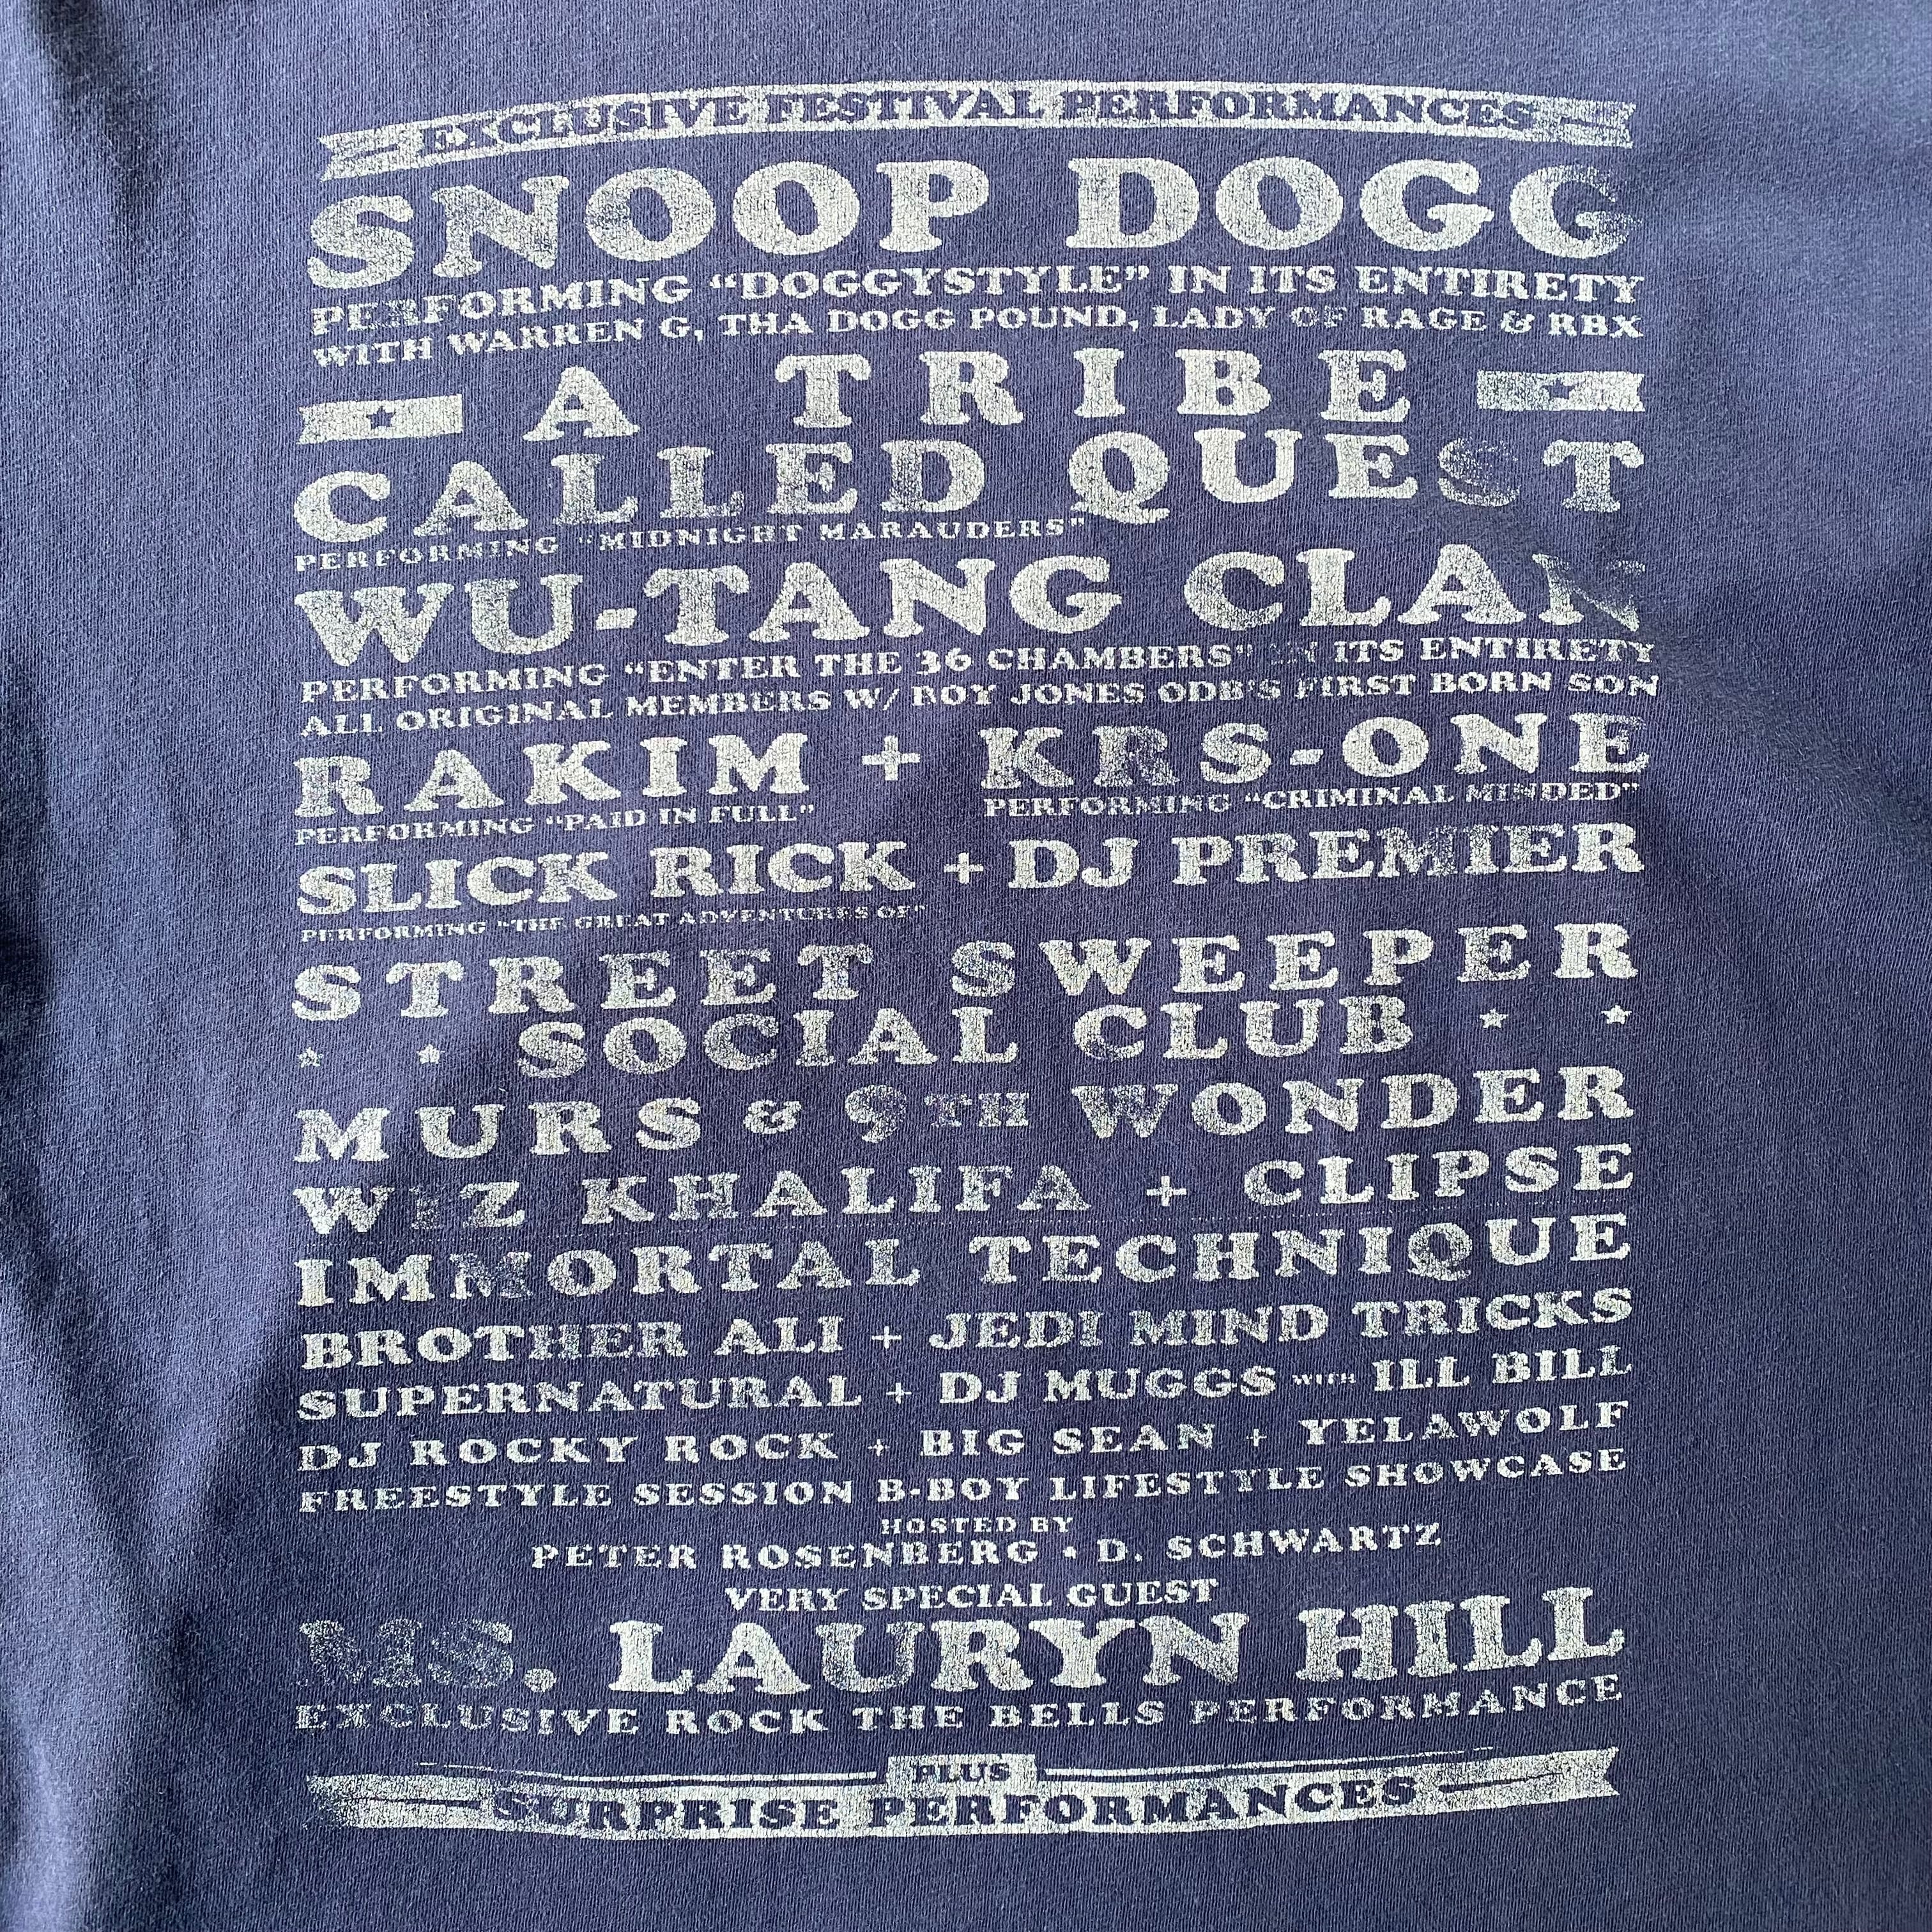 EXCLUSIVE FESTIVAL PERFORMANCES
SNOOP DOGG
PERFORMING "DOGGYSTYLE" IN ITS ENTIRETY
WITH WARREN G, THA DOGG POUND, LADY OF RAGE & RBX
A TRIBE
CALLED QUEST
PERFORMING "MIDNIGHT MARAUDERS"
WU-TANG CLAN
PERFORMING "ENTER THE 36 CHAMBERS" IN ITS ENTIRETY
ALL ORIGINAL MEMBERS W/ BOY JONES ODB'S FIRST BORN SON
RAKIM + KRS-ONE
PERFORMING "PAID IN FULL" PERFORMING "CRIMINAL MINDED"
SLICK RICK + DJ PREMIER
PERFORMING "THE GREAT ADVENTURES OF"
STREET SWEEPER
SOCIAL CLUB
MURS & 9TH WONDER
WIZ KHALIFA + CLIPSE
IMMORTAL TECHNIQUE
BROTHER ALI + JEDI MIND TRICKS
SUPERNATURAL + DJ MUGGS WITH ILL BILL
DJ ROCKY ROCK + BIG SEAN + YELAWOLF
FREESTYLE SESSION B-BOY LIFESTYLE SHOWCASE
HOSTED BY
PETER ROSENBERG • D. SCHWARTZ
VERY SPECIAL GUEST
MS. LAURYN HILL
EXCLUSIVE ROCK THE BELLS PERFORMANCE
PLUS
SURPRISE PERFORMANCES